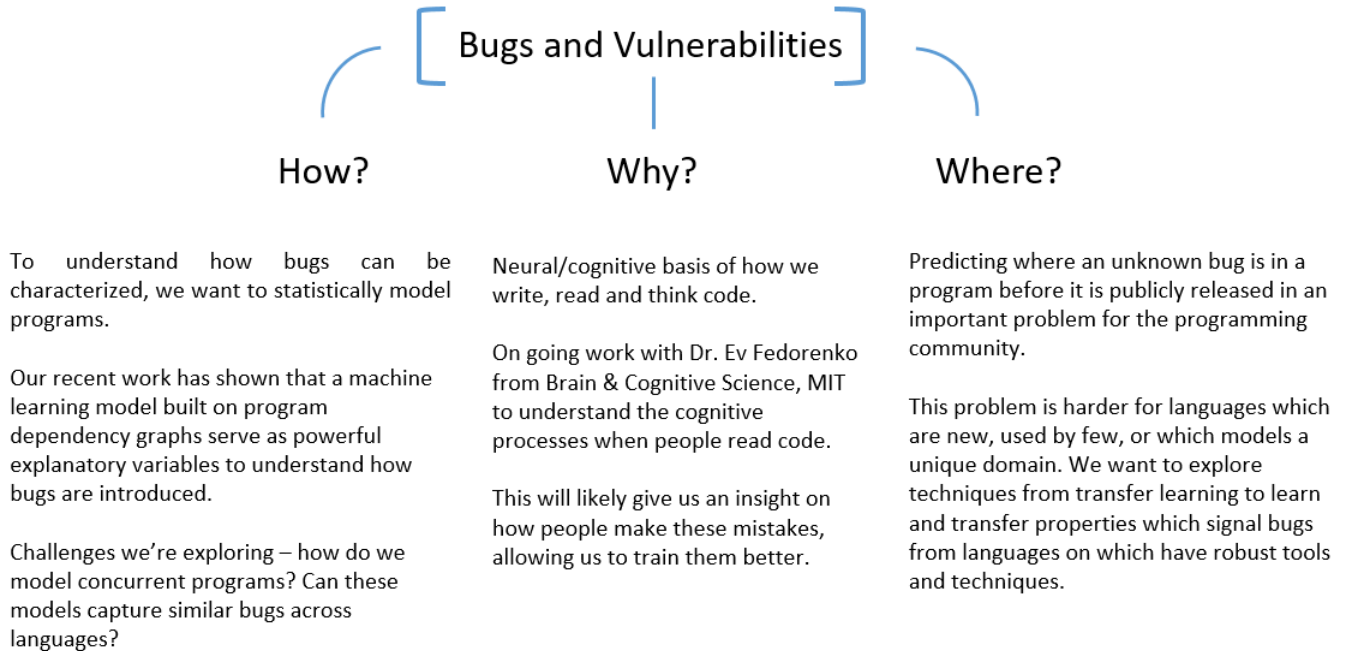 Bugs and Vulnerabilities
How?
To understand how bugs can be
characterized, we want to statistically model
programs.
Our recent work has shown that a machine
learning model built on program
dependency graphs serve as powerful
explanatory variables to understand how
bugs are introduced.
Challenges we’re exploring – how do we
model concurrent programs? Can these
models capture similar bugs across
languages?
Why?
Neural/cognitive basis of how we
write, read and think code.
On going work with Dr. Ev Fedorenko
from Brain & Cognitive Science, MIT
to understand the cognitive
processes when people read code.
This will likely give us an insight on
how people make these mistakes,
allowing us to train them better.
Where?
Predicting where an unknown bug is in a
program before it is publicly released in an
important problem for the programming
community.
This problem is harder for languages which
are new, used by few, or which models a
unique domain. We want to explore
techniques from transfer learning to learn
and transfer properties which signal bugs
from languages on which have robust tools
and techniques.